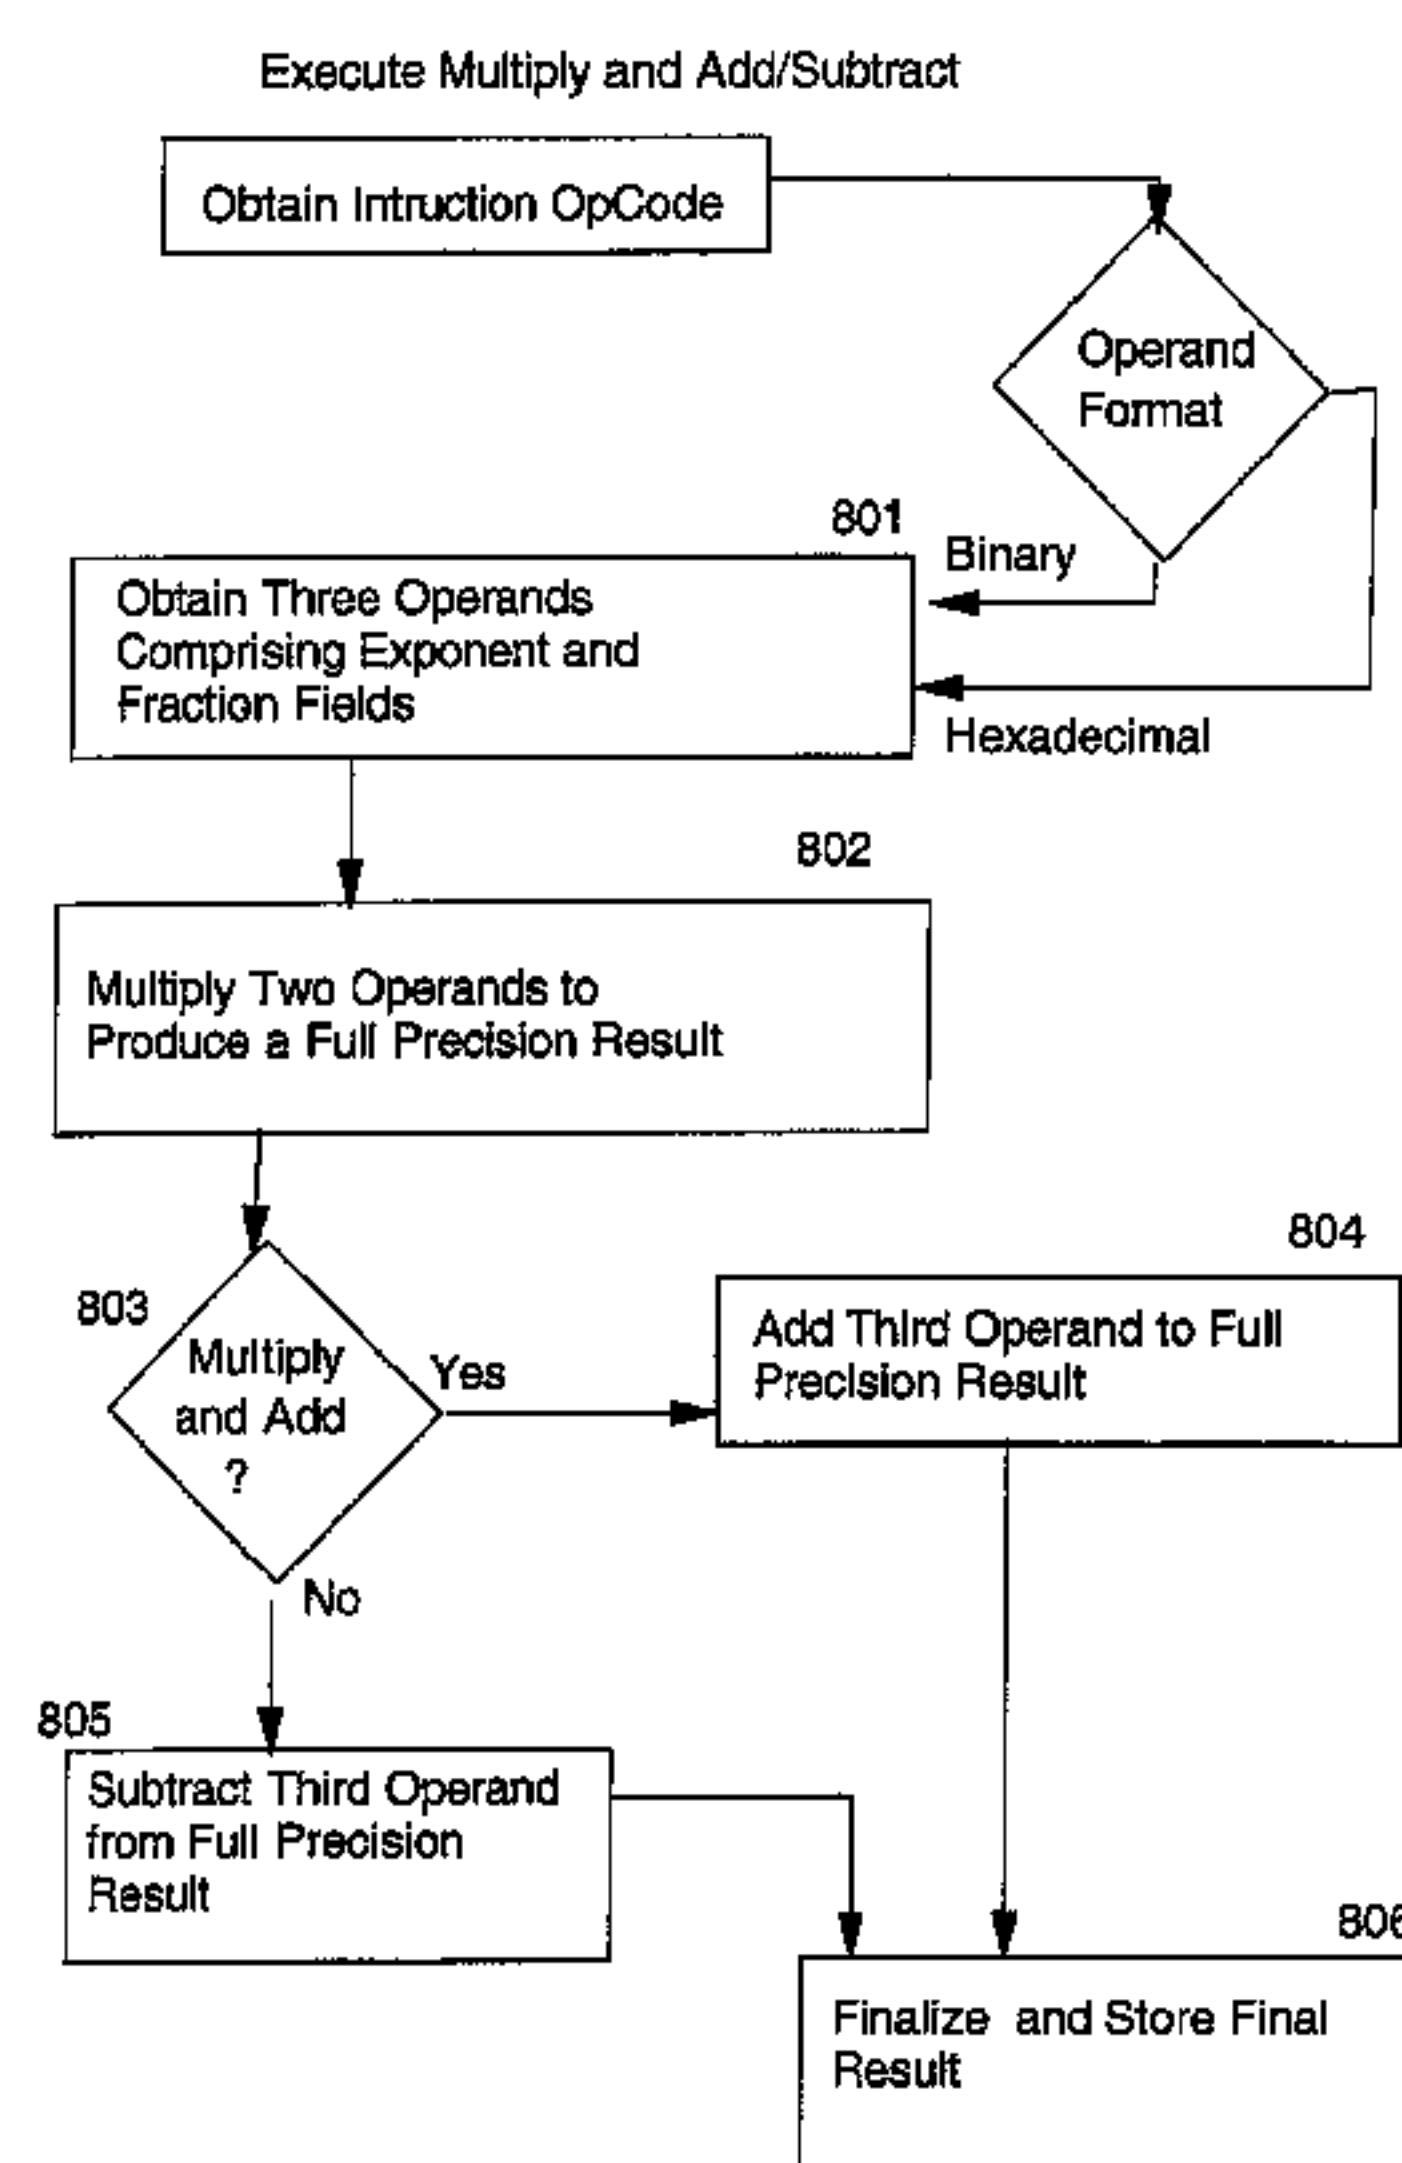 Execute Multiply and Add/Subtract
Obtain Intruction OpCode
Operand
Format
801
Binary
Obtain Three Operands
Comprising Exponent and
Fraction Fields
Hexadecimal
802
Multiply Two Operands to
Produce a Full Precision Result
803
Multiply
and Add
?
Yes
804
Add Third Operand to Full
Precision Result
No
805
Subtract Third Operand
from Full Precision
Result
806
Finalize and Store Final
Result